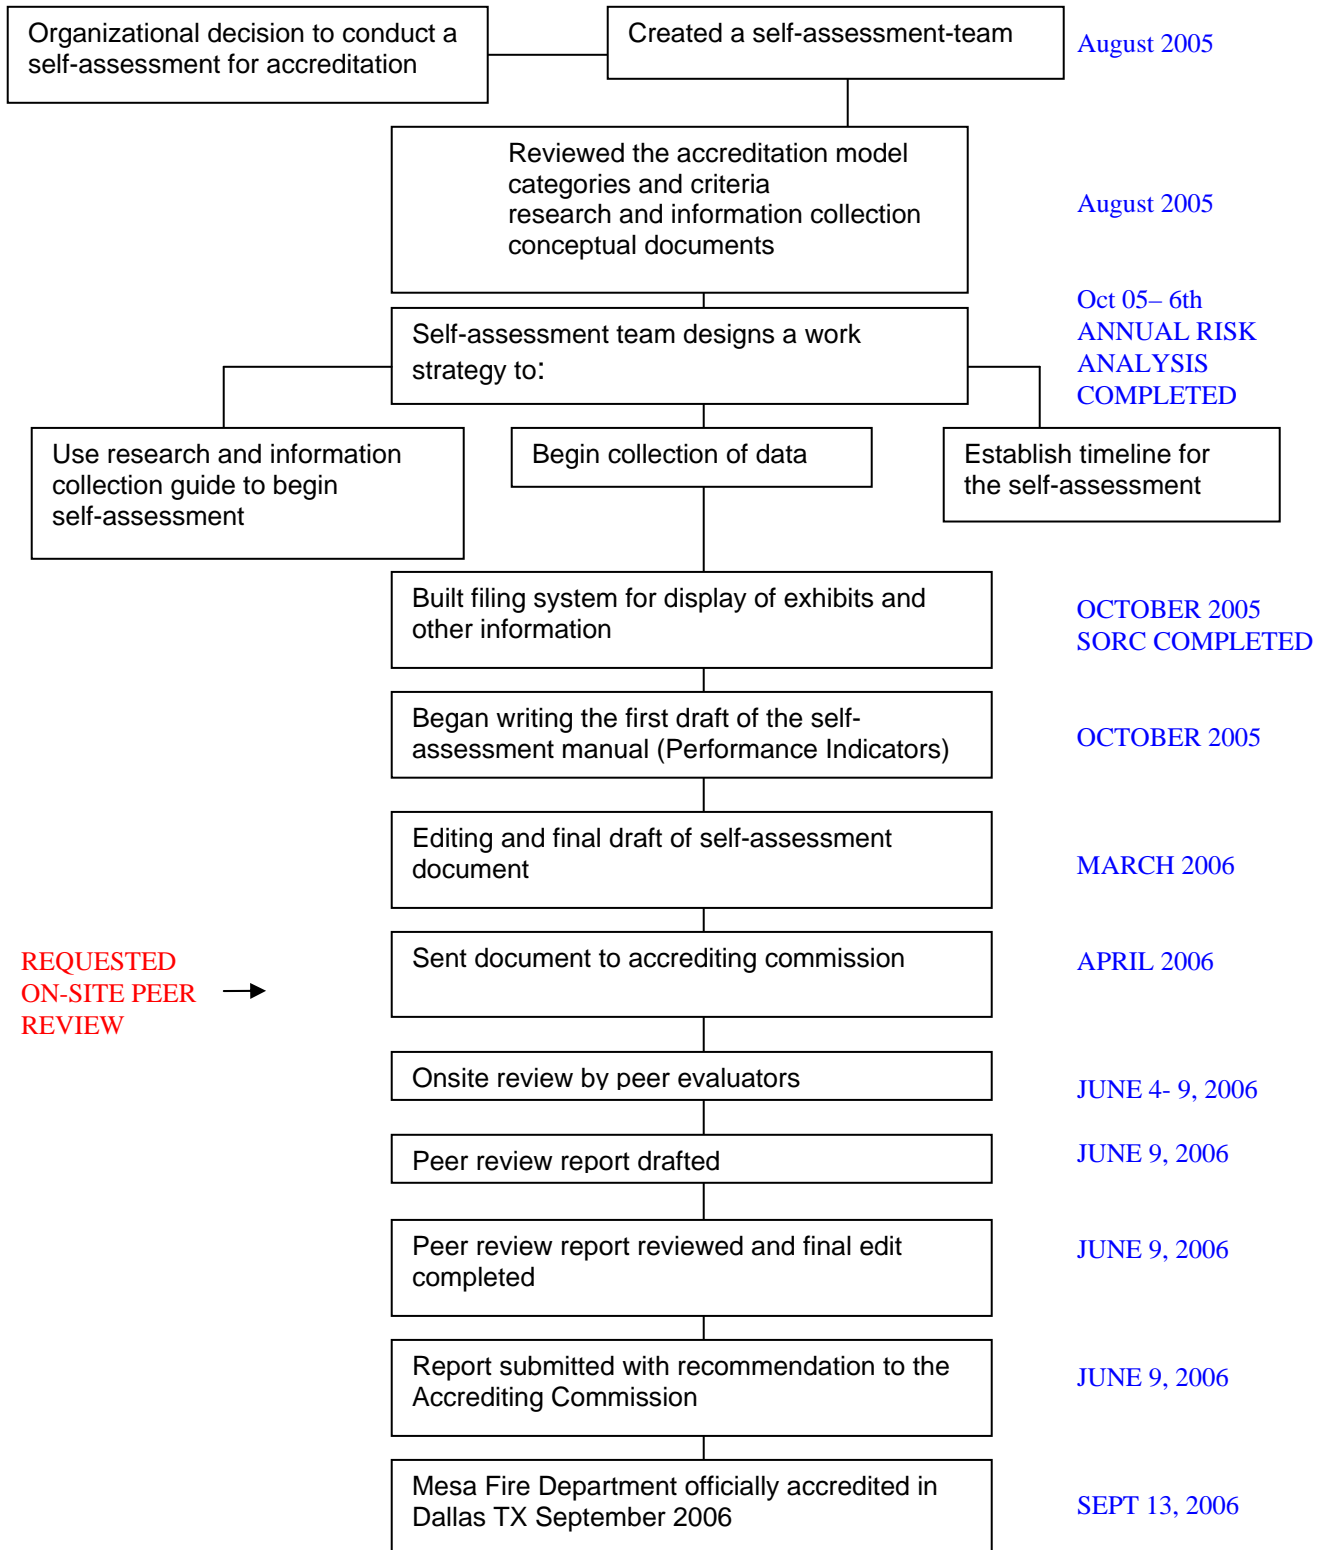 Organizational decision to conduct a
self-assessment for accreditation
Created a self-assessment-team
August 2005
Reviewed the accreditation model
categories and criteria
research and information collection
conceptual documents
August 2005
Self-assessment team designs a work
strategy to:
Oct 05– 6th
ANNUAL RISK
ANALYSIS
COMPLETED
Use research and information
collection guide to begin
self-assessment
Begin collection of data
Establish timeline for
the self-assessment
Built filing system for display of exhibits and
other information
OCTOBER 2005
SORC COMPLETED
Began writing the first draft of the self-
assessment manual (Performance Indicators)
OCTOBER 2005
Editing and final draft of self-assessment
document
MARCH 2006
REQUESTED
ON-SITE PEER
REVIEW
Sent document to accrediting commission
APRIL 2006
Onsite review by peer evaluators
JUNE 4- 9, 2006
Peer review report drafted
JUNE 9, 2006
Peer review report reviewed and final edit
completed
JUNE 9, 2006
Report submitted with recommendation to the
Accrediting Commission
JUNE 9, 2006
Mesa Fire Department officially accredited in
Dallas TX September 2006
SEPT 13, 2006